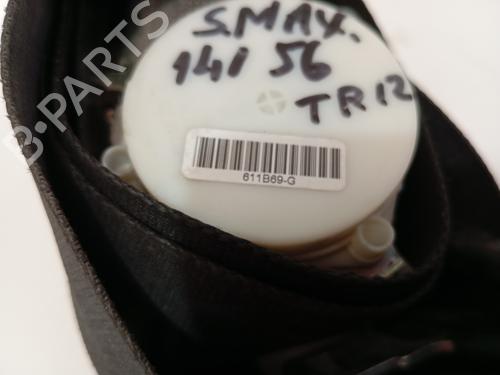 S.MAX.
141 56
TR12
611B69-G
B-PARTS